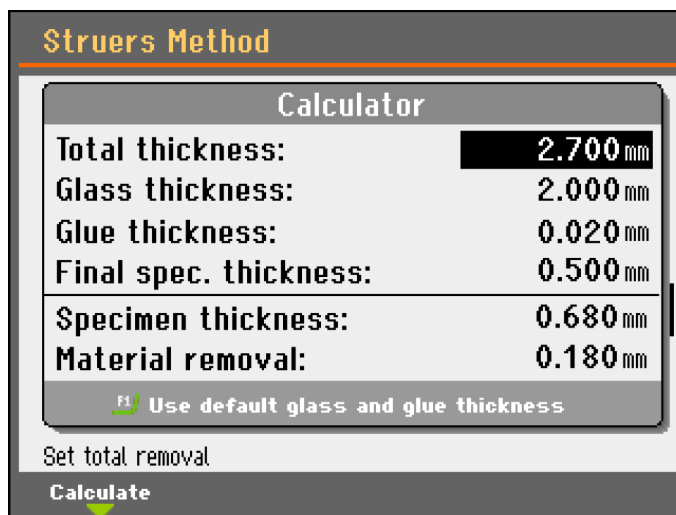 Struers Method
Calculator
Total thickness: 2.700 mm
Glass thickness: 2.000 mm
Glue thickness: 0.020 mm
Final spec. thickness: 0.500 mm
Specimen thickness: 0.680 mm
Material removal: 0.180 mm
F1 Use default glass and glue thickness
Set total removal
Calculate